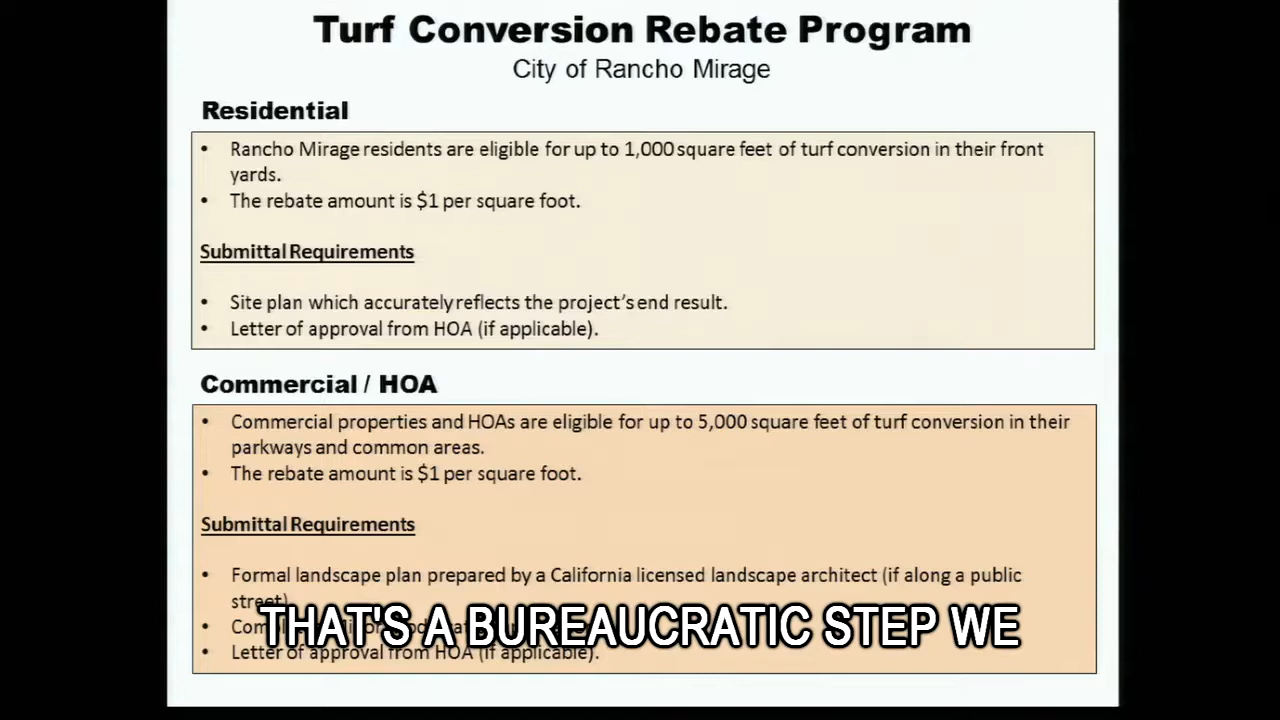 Turf Conversion Rebate Program
City of Rancho Mirage
Residential
• Rancho Mirage residents are eligible for up to 1,000 square feet of turf conversion in their front
yards.
• The rebate amount is $1 per square foot.
Submittal Requirements
• Site plan which accurately reflects the project's end result.
• Letter of approval from HOA (if applicable).
Commercial / HOA
• Commercial properties and HOAs are eligible for up to 5,000 square feet of turf conversion in their
parkways and common areas.
• The rebate amount is $1 per square foot.
Submittal Requirements
• Formal landscape plan prepared by a California licensed landscape architect (if along a public
street).
THAT'S A BUREAUCRATIC STEP WE
• Letter of approval from HOA (if applicable).